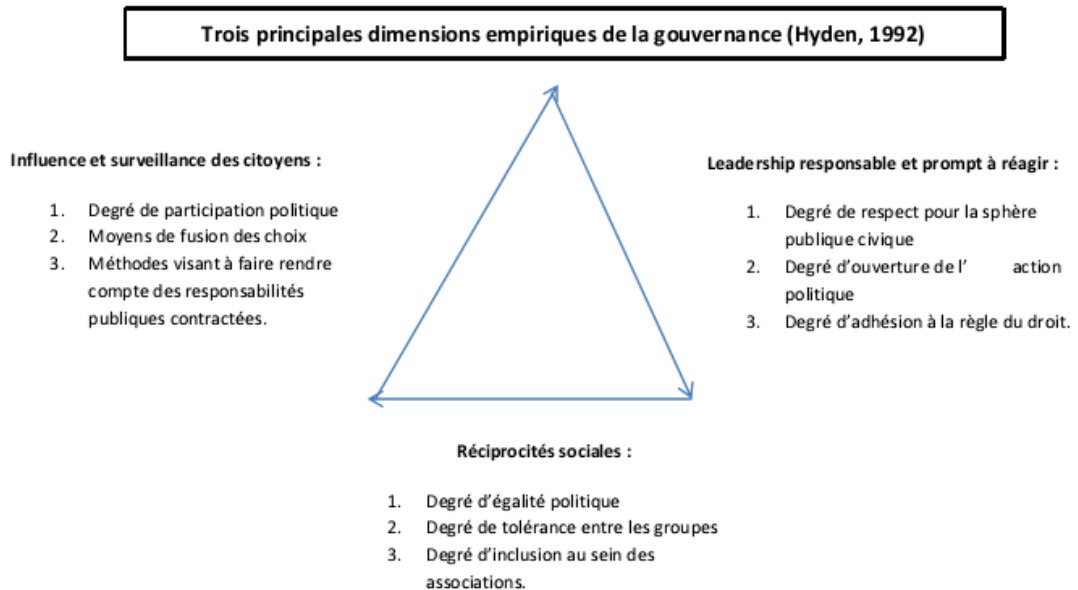 Trois principales dimensions empiriques de la gouvernance (Hyden, 1992)
Influence et surveillance des citoyens :
1. Degré de participation politique
2. Moyens de fusion des choix
3. Méthodes visant à faire rendre
compte des responsabilités
publiques contractées.
Leadership responsable et prompt à réagir :
1. Degré de respect pour la sphère
publique civique
2. Degré d'ouverture de l' action
politique
3. Degré d'adhésion à la règle du droit.
Réciprocités sociales :
1. Degré d'égalité politique
2. Degré de tolérance entre les groupes
3. Degré d'inclusion au sein des
associations.